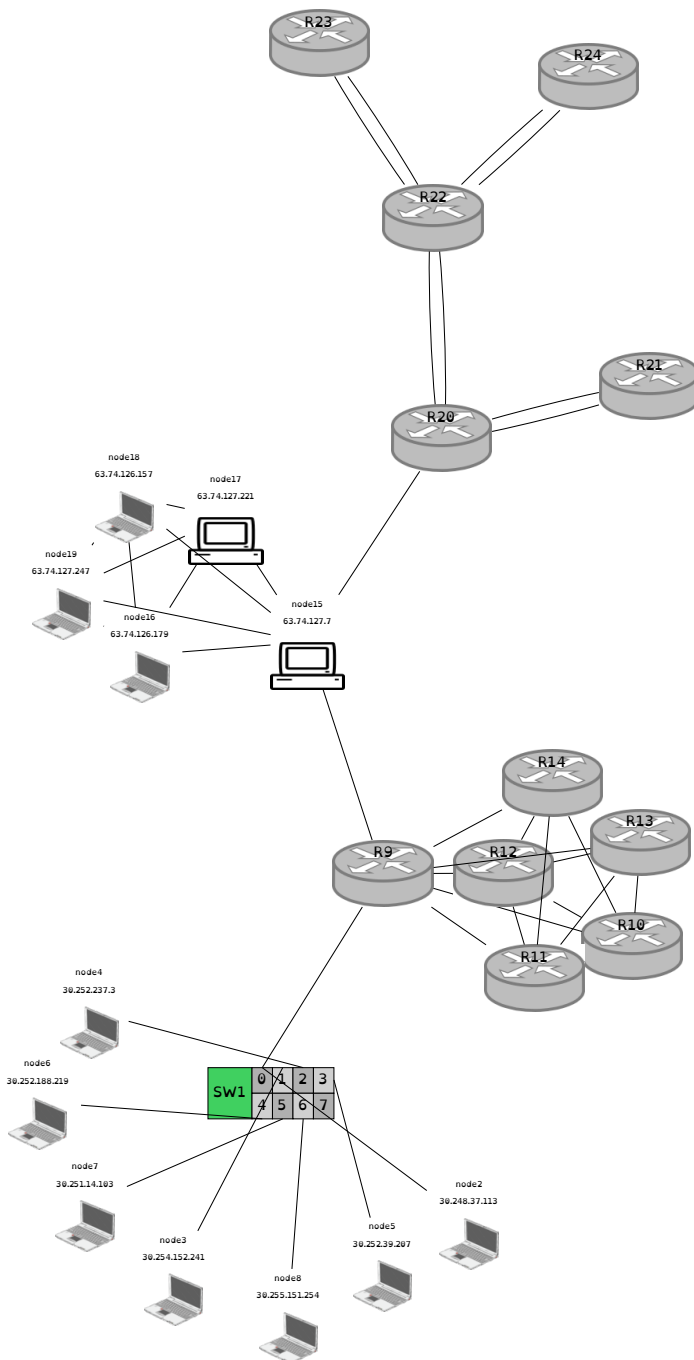 R23
R24
R22
R21
R20
node18
63.74.126.157
node17
63.74.127.221
node19
63.74.127.247
node15
63.74.127.7
node16
63.74.126.179
R14
R13
R9
R12
R10
R11
node4
30.252.237.3
node6
30.252.188.219
SW1
0 1 2 3
4 5 6 7
node7
30.251.14.103
node2
30.248.37.113
node3
30.254.152.241
node5
30.252.39.207
node8
30.255.151.254